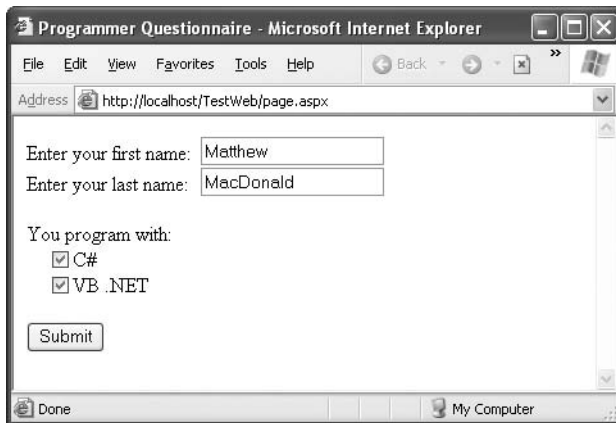 Programmer Questionnaire - Microsoft Internet Explorer
File Edit View Favorites Tools Help Back »
Address http://localhost/TestWeb/page.aspx
Enter your first name: Matthew
Enter your last name: MacDonald
You program with:
C#
VB .NET
Submit
Done My Computer